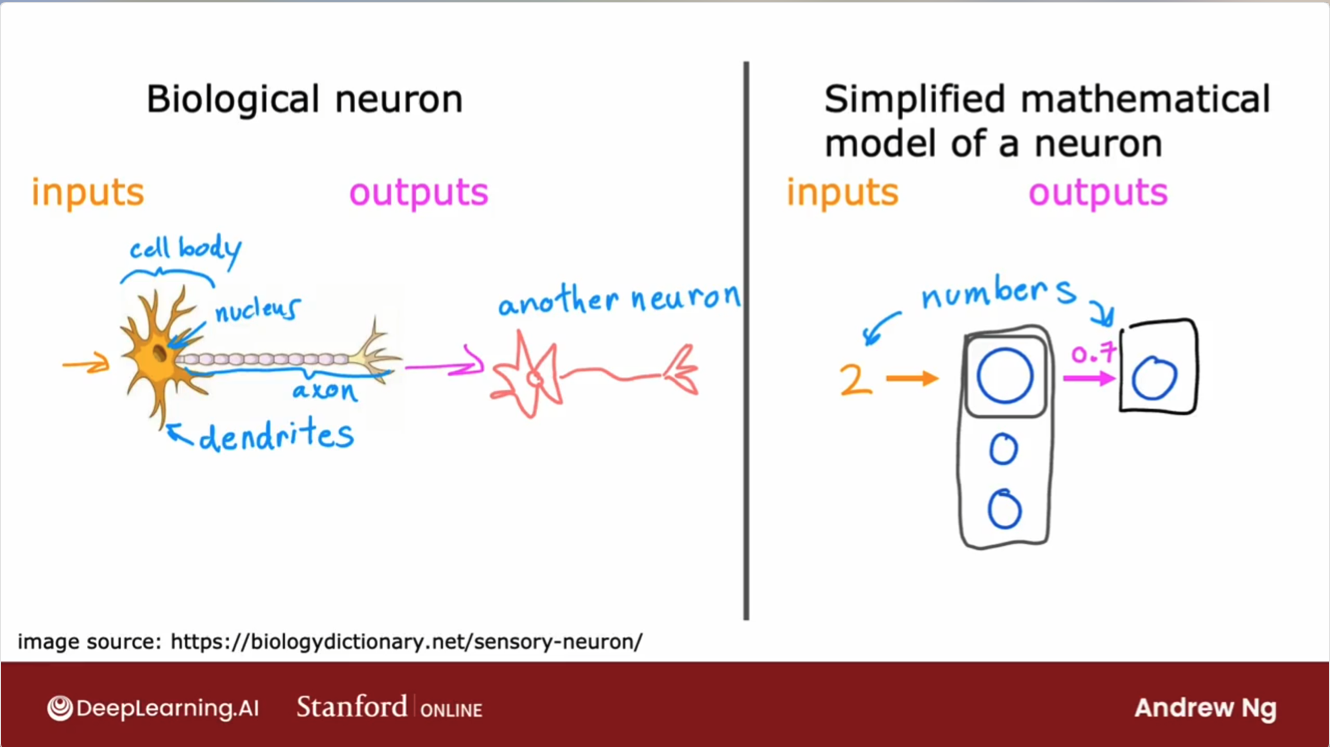 Biological neuron
inputs
outputs
cell body
nucleus
axon
dendrites
another neuron
Simplified mathematical
model of a neuron
inputs
outputs
numbers
2
0.7
image source: https://biologydictionary.net/sensory-neuron/
DeepLearning.AI
Stanford | ONLINE
Andrew Ng